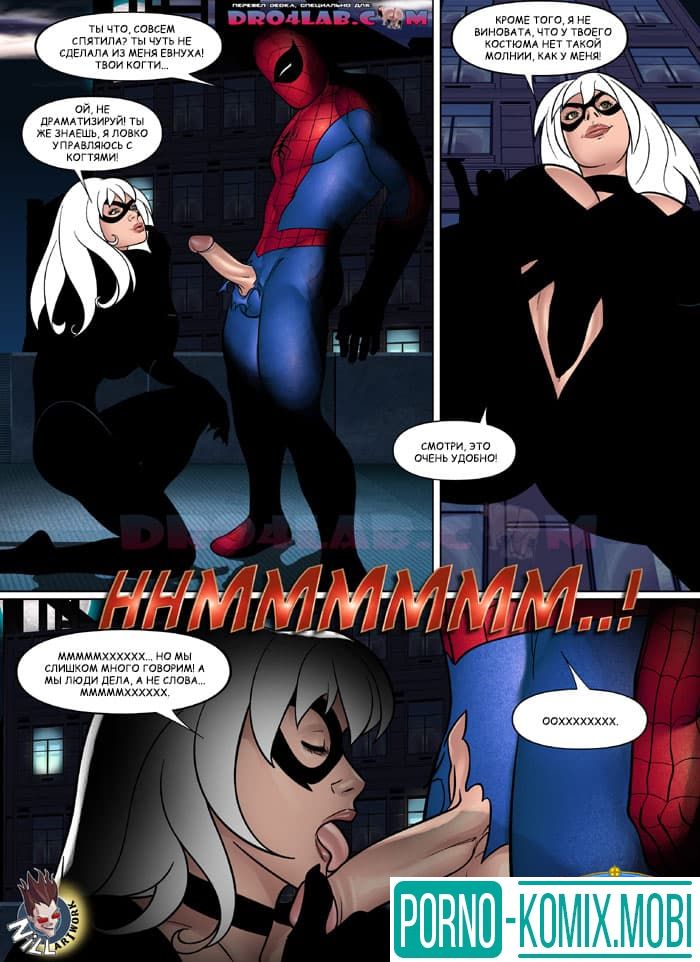 ПЕРЕВЕЛ DEDKA, СПЕЦИАЛЬНО ДЛЯ
DRO4LAB.COM
ТЫ ЧТО, СОВСЕМ
СПЯТИЛА? ТЫ ЧУТЬ НЕ
СДЕЛАЛА ИЗ МЕНЯ ЕВНУХА!
ТВОИ КОГТИ...
ОЙ, НЕ
ДРАМАТИЗИРУЙ! ТЫ
ЖЕ ЗНАЕШЬ, Я ЛОВКО
УПРАВЛЯЮСЬ С
КОГТЯМИ!
КРОМЕ ТОГО, Я НЕ
ВИНОВАТА, ЧТО У ТВОЕГО
КОСТЮМА НЕТ ТАКОЙ
МОЛНИИ, КАК У МЕНЯ!
СМОТРИ, ЭТО
ОЧЕНЬ УДОБНО!
DRO4LAB.COM
HHMMMMMMM..!
МММММХХХХХХ... НО МЫ
СЛИШКОМ МНОГО ГОВОРИМ! А
МЫ ЛЮДИ ДЕЛА, А НЕ СЛОВА...
МММММХХХХХХ.
ООХХХХХХХХ.
NILL
ARTWORK
PORNO-KOMIX.MOBI